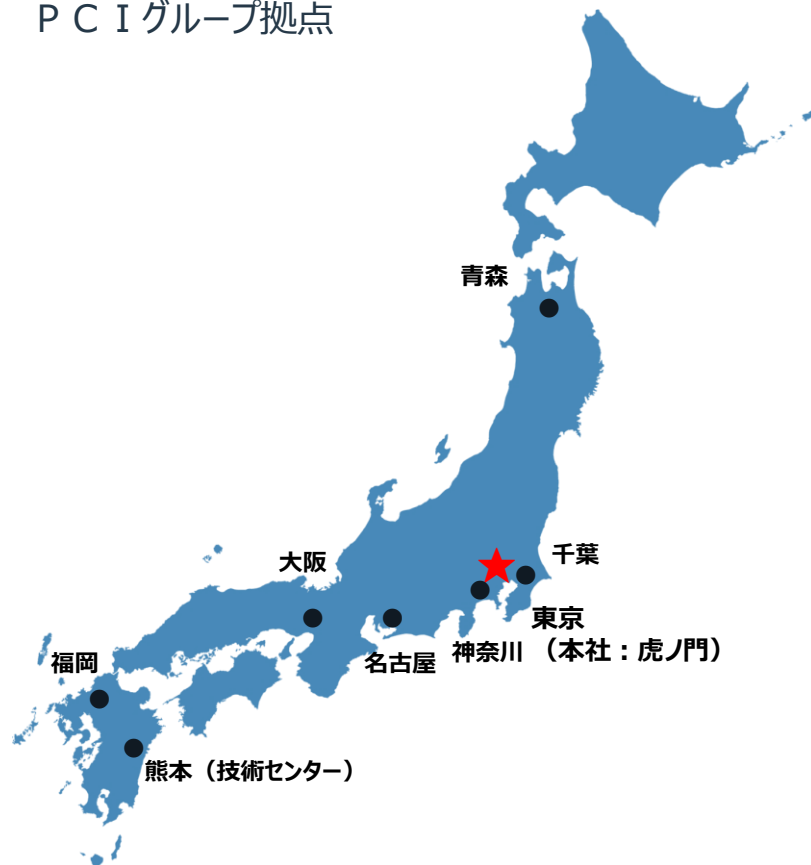 ＰＣＩグループ拠点
青森
千葉
大阪
東京
（本社：虎ノ門）
神奈川
名古屋
福岡
熊本（技術センター）